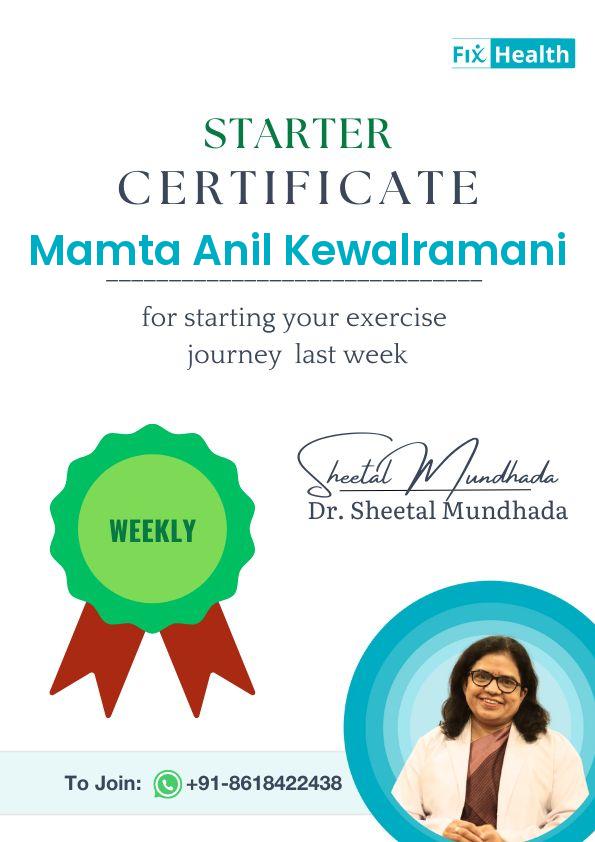 Fix Health
STARTER
CERTIFICATE
Mamta Anil Kewalramani
for starting your exercise
journey last week
Sheetal Mundhada
Dr. Sheetal Mundhada
WEEKLY
To Join: +91-8618422438